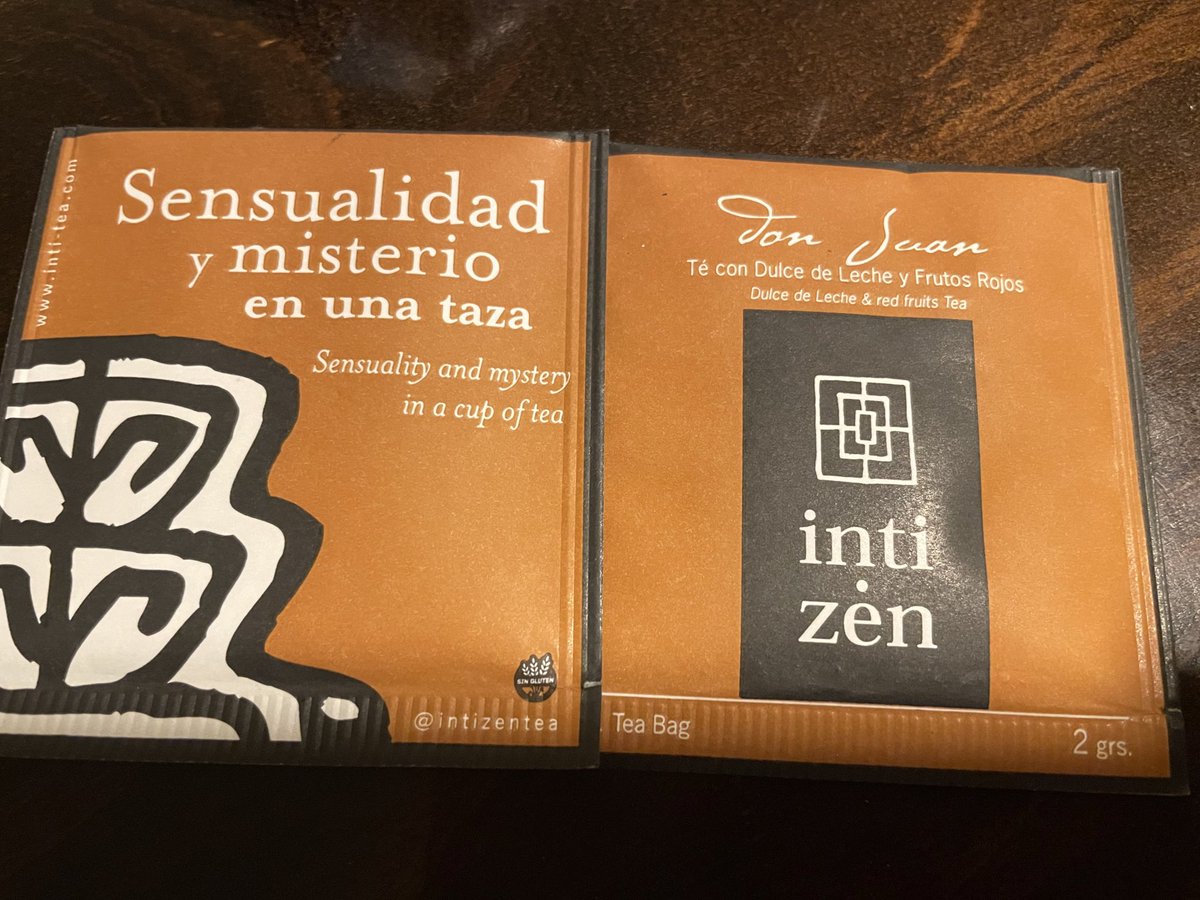 www.inti-tea.com
Sensualidad
y misterio
en una taza
Sensuality and mystery
in a cup of tea
SIN GLUTEN
@intizentea
Don Juan
Té con Dulce de Leche y Frutos Rojos
Dulce de Leche & red fruits Tea
inti
zen
Tea Bag
2 grs.